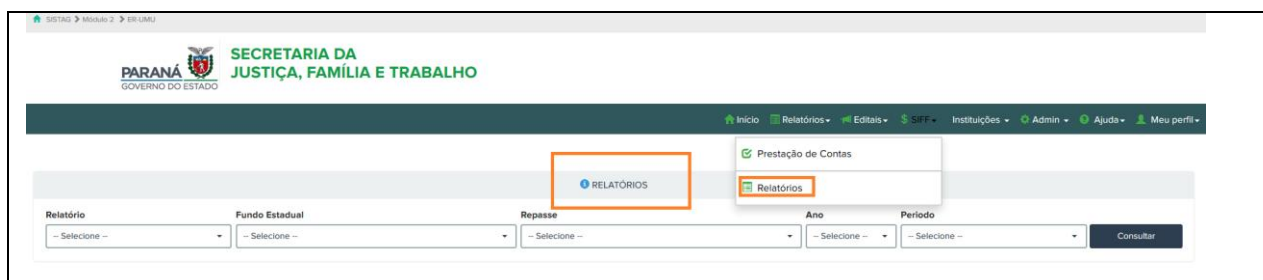 SISTAG > Módulo 2 > ER-UMU
PARANÁ
GOVERNO DO ESTADO
SECRETARIA DA
JUSTIÇA, FAMÍLIA E TRABALHO
Início Relatórios Editais $ SIFF Instituições Admin Ajuda Meu perfil
Prestação de Contas
Relatórios
RELATÓRIOS
Relatório Fundo Estadual Repasse Ano Periodo
-- Selecione -- -- Selecione -- -- Selecione -- -- Selecione -- -- Selecione -- Consultar